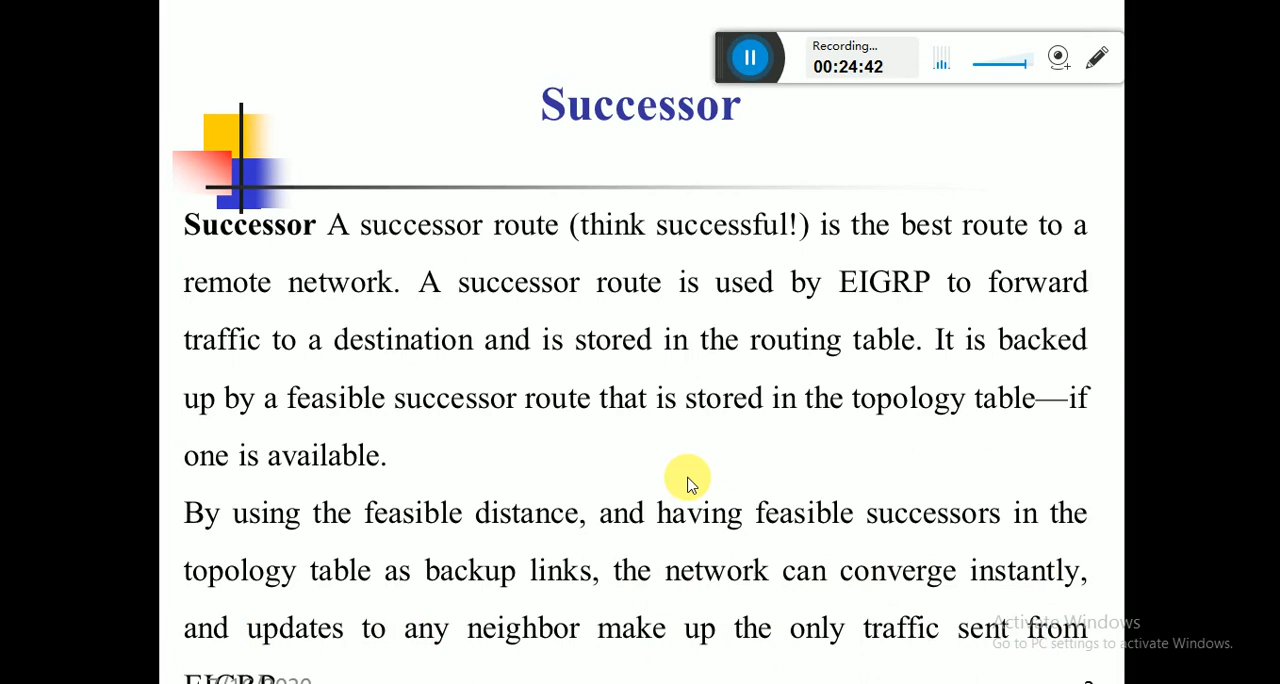 Recording...
00:24:42
Successor
Successor A successor route (think successful!) is the best route to a
remote network. A successor route is used by EIGRP to forward
traffic to a destination and is stored in the routing table. It is backed
up by a feasible successor route that is stored in the topology table—if
one is available.
By using the feasible distance, and having feasible successors in the
topology table as backup links, the network can converge instantly,
and updates to any neighbor make up the only traffic sent from
EIGRP
Activate Windows
Go to PC settings to activate Windows.